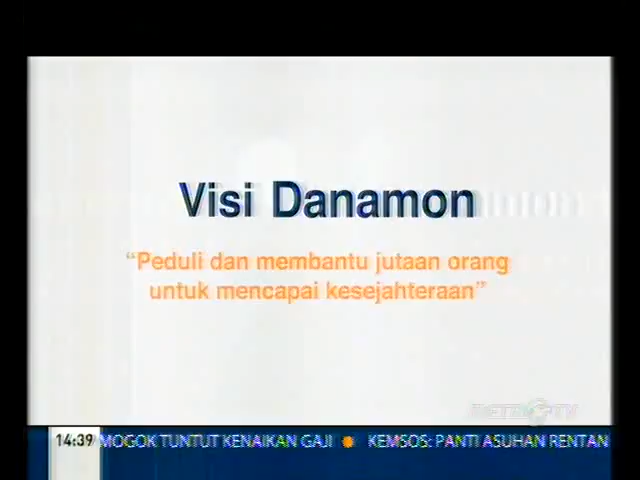 Visi Danamon
“Peduli dan membantu jutaan orang
untuk mencapai kesejahteraan”
METRO TV
14:39 MOGOK TUNTUT KENAIKAN GAJI KEMSOS: PANTI ASUHAN RENTAN